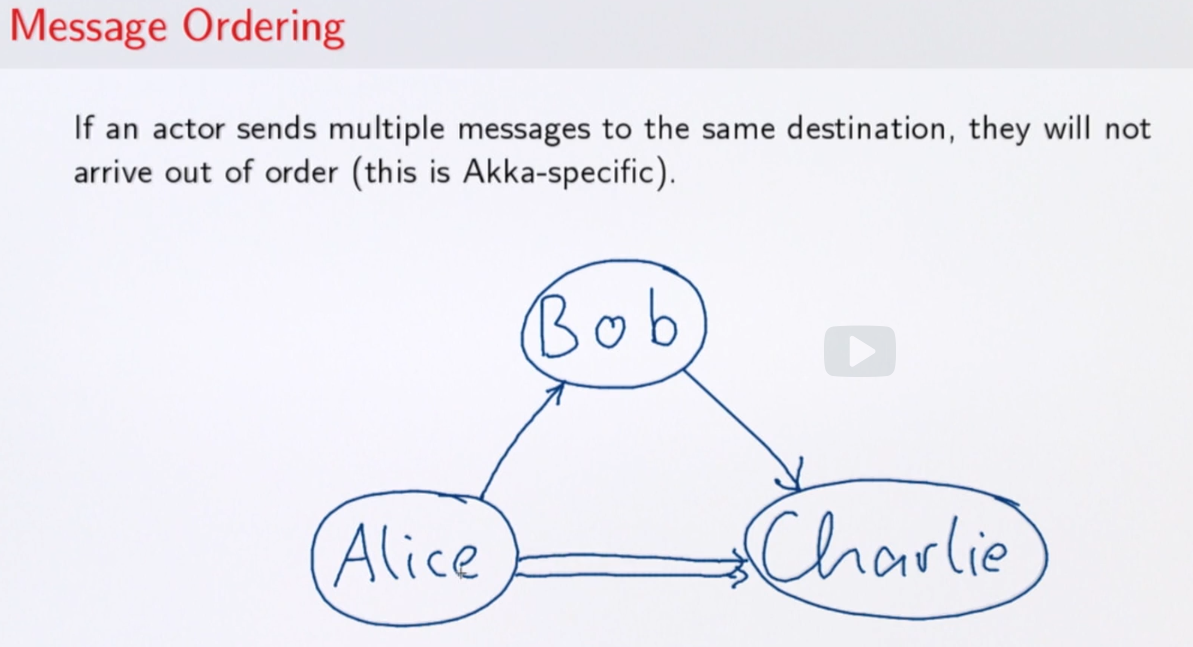 Message Ordering
If an actor sends multiple messages to the same destination, they will not
arrive out of order (this is Akka-specific).
Bob
Alice
Charlie